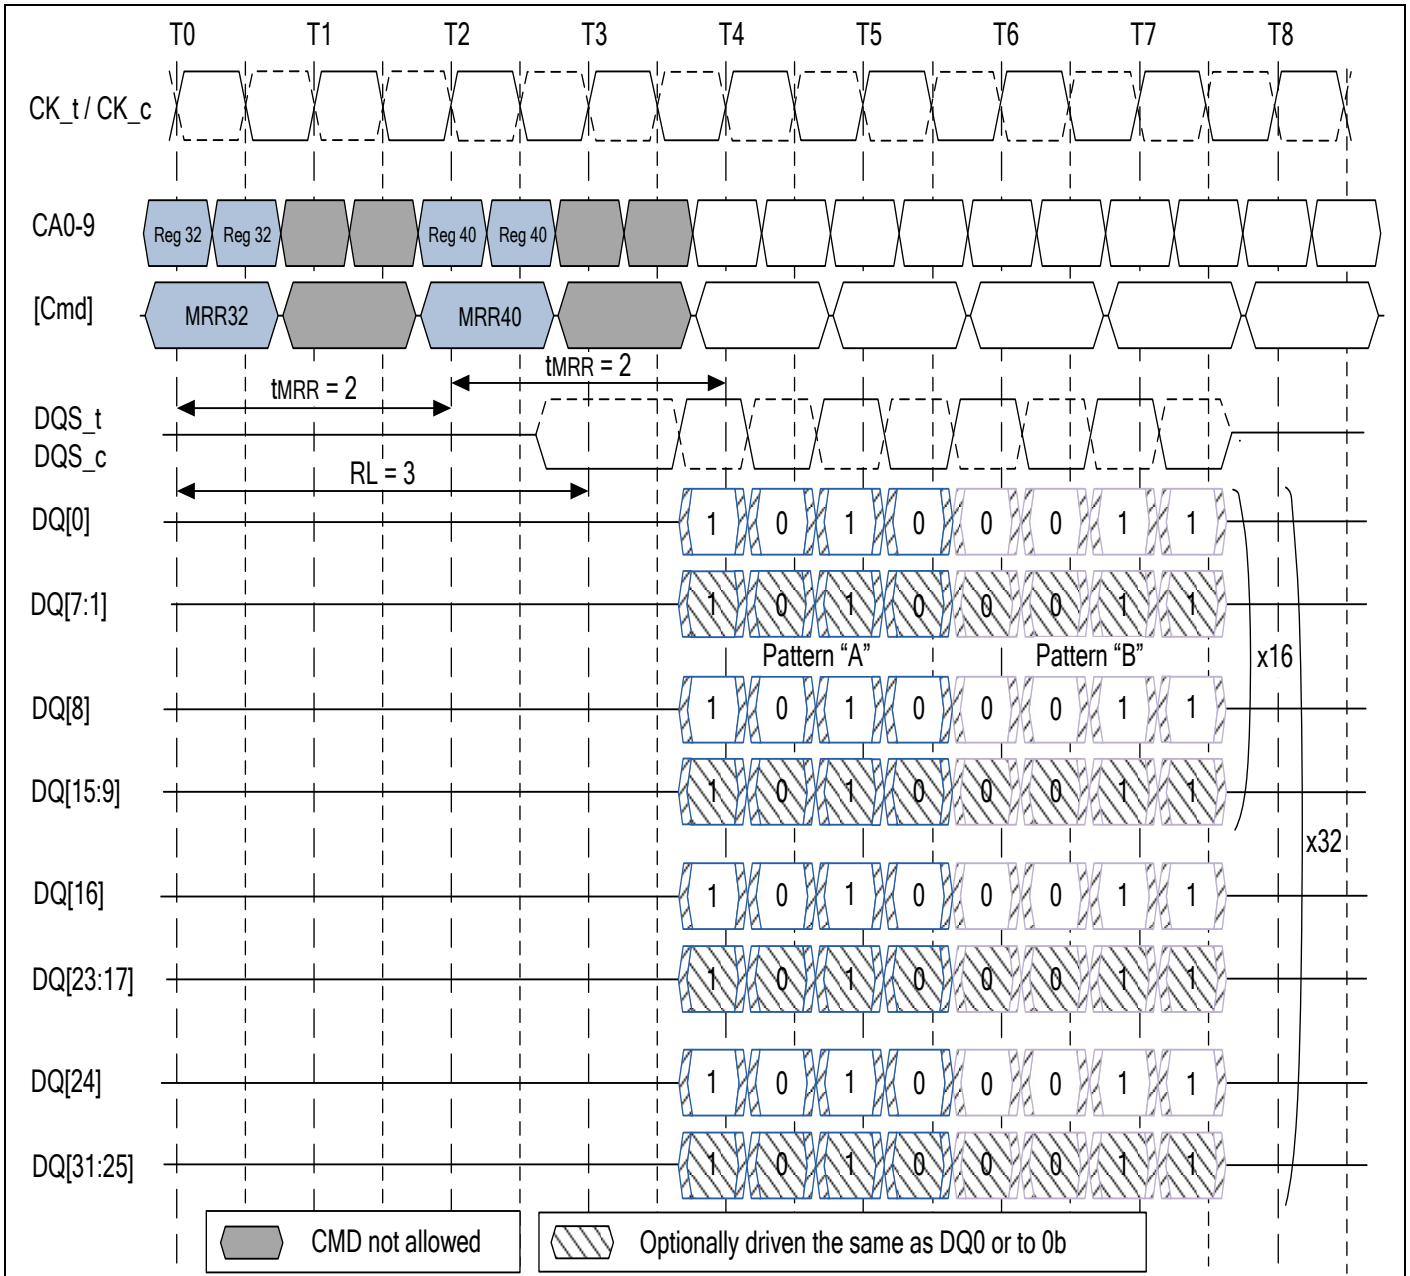 T0 T1 T2 T3 T4 T5 T6 T7 T8
CK_t / CK_c
CA0-9 Reg 32 Reg 32 Reg 40 Reg 40
[Cmd] MRR32 MRR40
tMRR = 2 tMRR = 2
DQS_t
DQS_c
RL = 3
DQ[0] 1 0 1 0 0 0 1 1
DQ[7:1] 1 0 1 0 0 0 1 1
Pattern “A” Pattern “B” x16
DQ[8] 1 0 1 0 0 0 1 1
DQ[15:9] 1 0 1 0 0 0 1 1
x32
DQ[16] 1 0 1 0 0 0 1 1
DQ[23:17] 1 0 1 0 0 0 1 1
DQ[24] 1 0 1 0 0 0 1 1
DQ[31:25] 1 0 1 0 0 0 1 1
CMD not allowed Optionally driven the same as DQ0 or to 0b